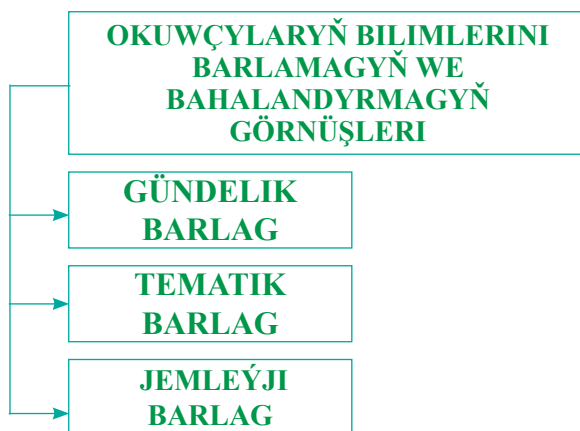 OKUWÇYLARYŇ BILIMLERINI
BARLAMAGYŇ WE
BAHALANDYRMAGYŇ
GÖRNÜŞLERI
GÜNDELIK
BARLAG
TEMATIK
BARLAG
JEMLEÝJI
BARLAG